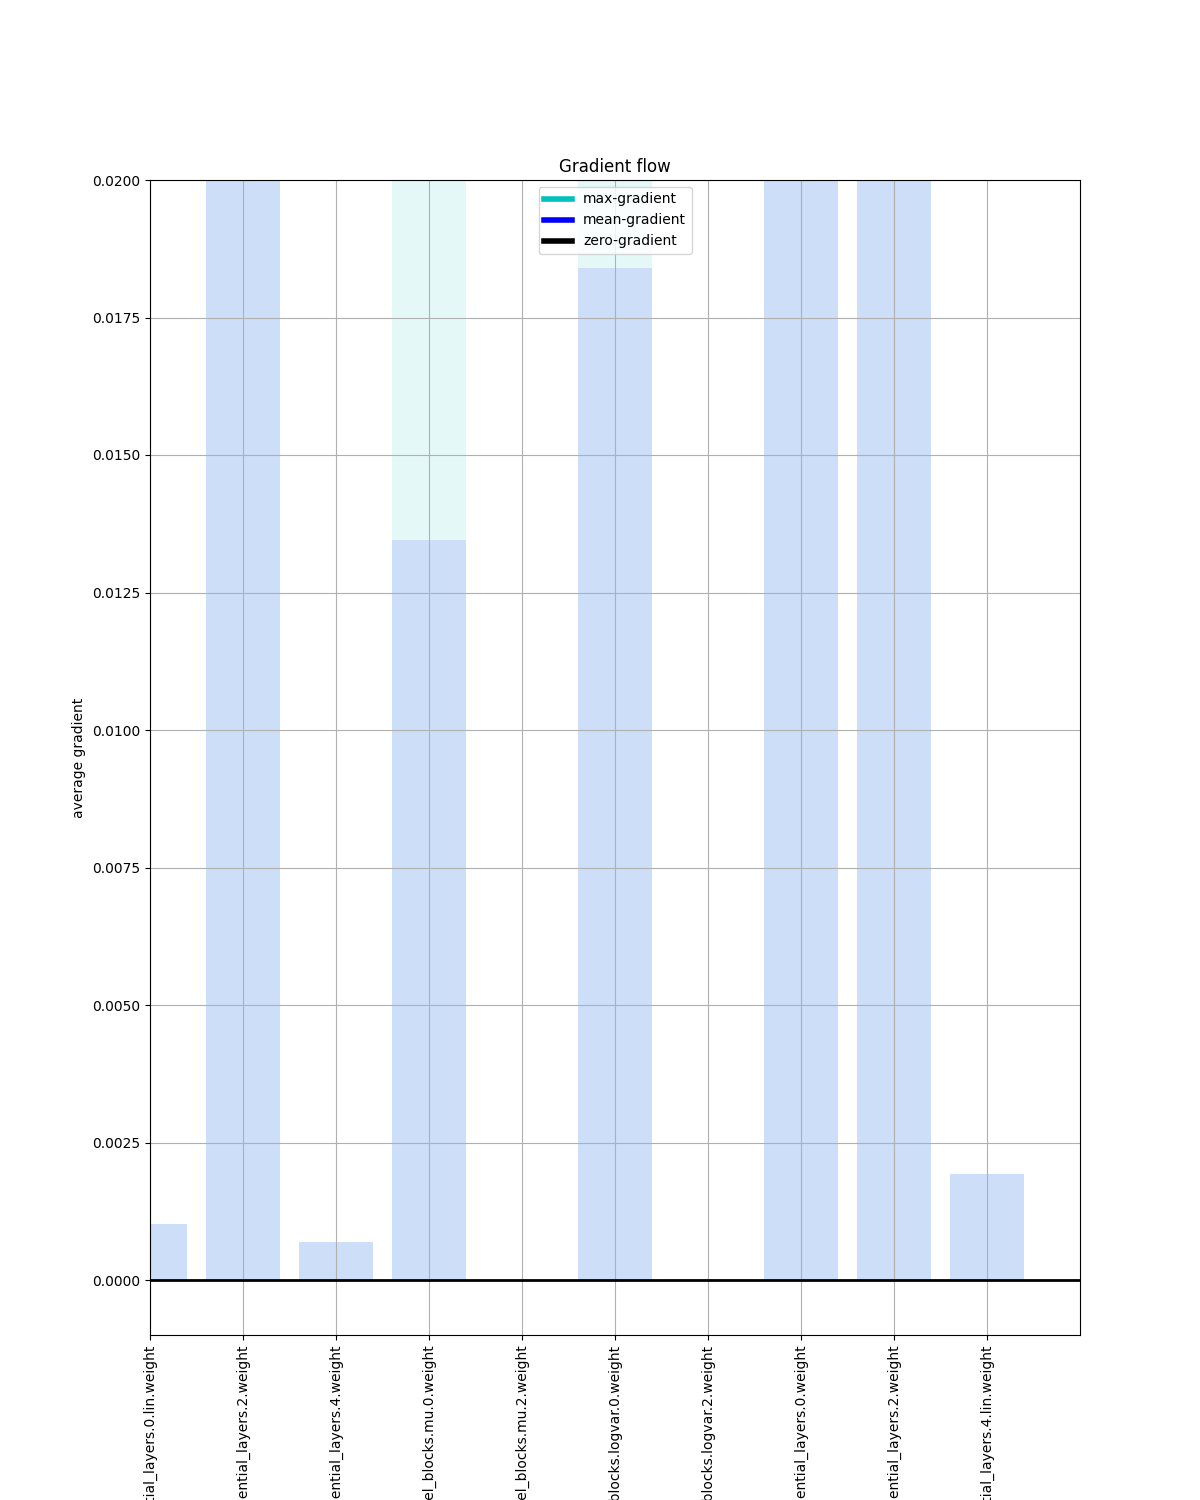 Gradient flow
max-gradient
mean-gradient
zero-gradient
average gradient
0.0200
0.0175
0.0150
0.0125
0.0100
0.0075
0.0050
0.0025
0.0000
tial_layers.0.lin.weight
ential_layers.2.weight
ential_layers.4.weight
el_blocks.mu.0.weight
el_blocks.mu.2.weight
blocks.logvar.0.weight
blocks.logvar.2.weight
ential_layers.0.weight
ential_layers.2.weight
tial_layers.4.lin.weight